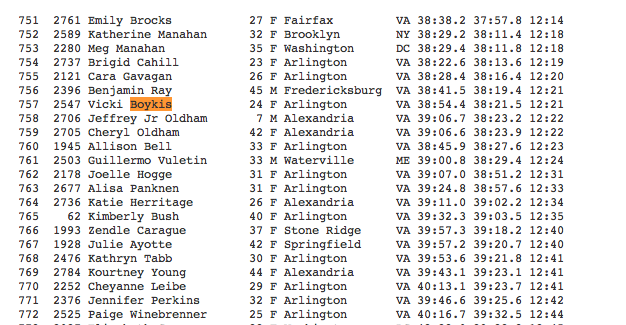 751 2761 Emily Brocks 27 F Fairfax VA 38:38.2 37:57.8 12:14
752 2589 Katherine Manahan 32 F Brooklyn NY 38:29.2 38:11.4 12:18
753 2280 Meg Manahan 35 F Washington DC 38:29.4 38:11.8 12:18
754 2737 Brigid Cahill 23 F Arlington VA 38:22.6 38:13.6 12:19
755 2121 Cara Gavagan 26 F Arlington VA 38:28.4 38:16.4 12:20
756 2396 Benjamin Ray 45 M Fredericksburg VA 38:41.5 38:19.4 12:21
757 2547 Vicki Boykis 24 F Arlington VA 38:54.4 38:21.5 12:21
758 2706 Jeffrey Jr Oldham 7 M Alexandria VA 39:06.7 38:23.2 12:22
759 2705 Cheryl Oldham 42 F Alexandria VA 39:06.6 38:23.9 12:22
760 1945 Allison Bell 33 F Arlington VA 38:45.9 38:27.6 12:23
761 2503 Guillermo Vuletin 33 M Waterville ME 39:00.8 38:29.4 12:24
762 2178 Joelle Hogge 31 F Arlington VA 39:07.0 38:51.2 12:31
763 2677 Alisa Panknen 31 F Arlington VA 39:24.8 38:57.6 12:33
764 2736 Katie Herritage 26 F Alexandria VA 39:11.0 39:02.2 12:34
765 62 Kimberly Bush 40 F Arlington VA 39:32.3 39:03.5 12:35
766 1993 Zendle Carague 37 F Stone Ridge VA 39:57.3 39:18.2 12:40
767 1928 Julie Ayotte 42 F Springfield VA 39:57.2 39:20.7 12:40
768 2476 Kathryn Tabb 30 F Arlington VA 39:53.6 39:21.8 12:41
769 2784 Kourtney Young 44 F Alexandria VA 39:43.1 39:23.1 12:41
770 2252 Cheyanne Leibe 29 F Arlington VA 40:13.1 39:23.7 12:41
771 2376 Jennifer Perkins 32 F Arlington VA 39:46.6 39:25.6 12:42
772 2525 Paige Winebrenner 25 F Arlington VA 40:16.7 39:32.5 12:44